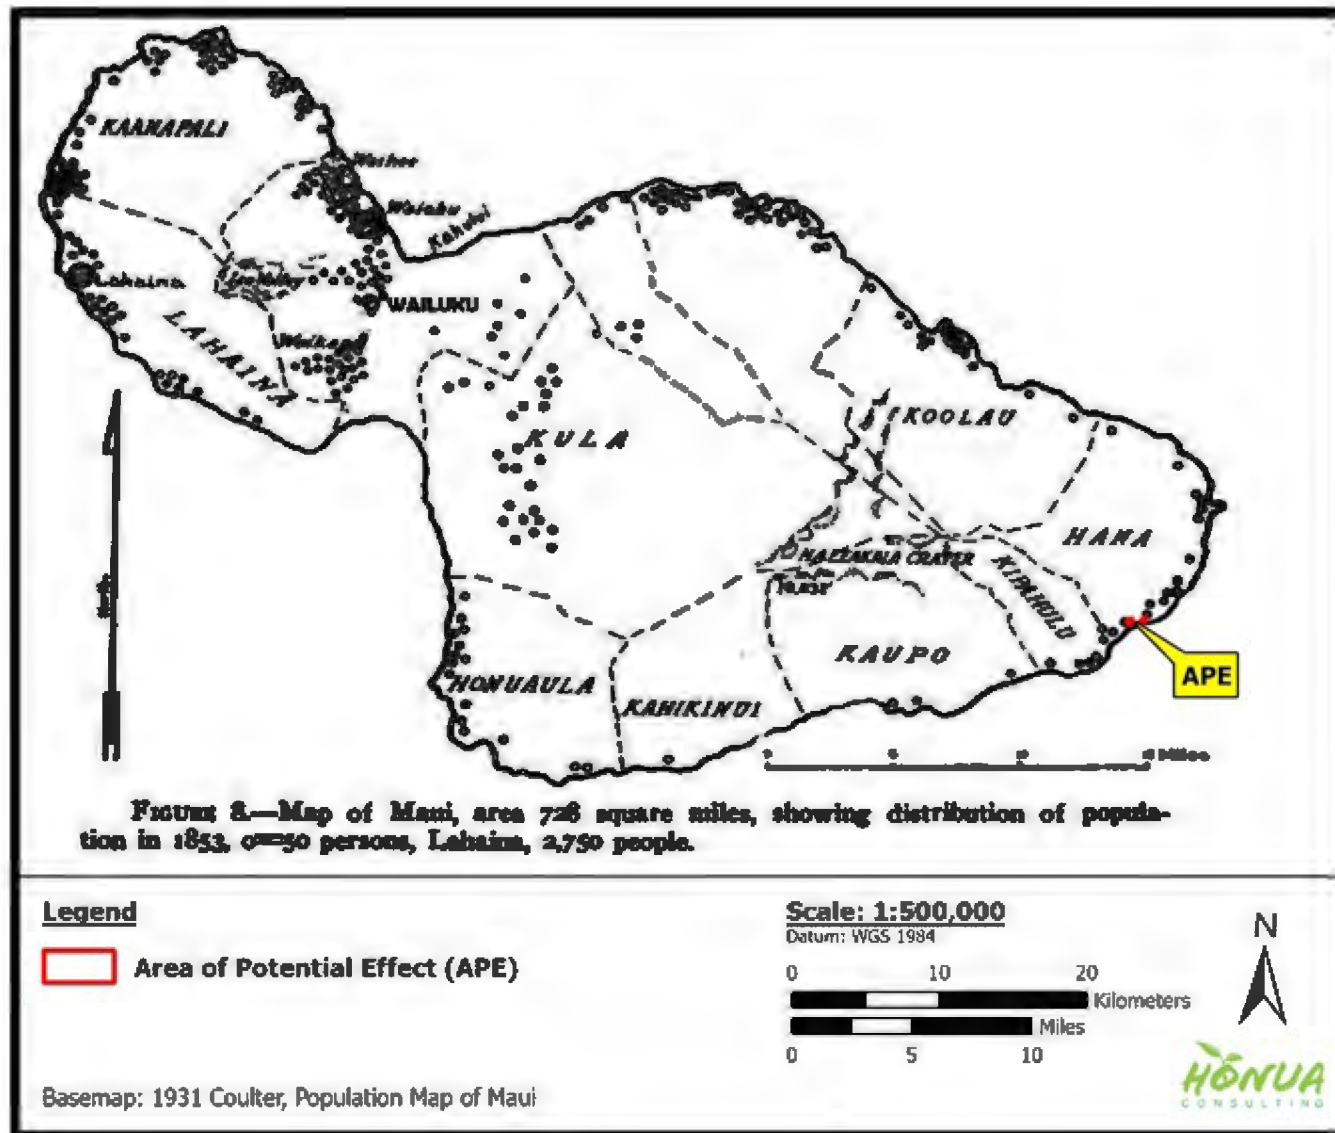 KAANAPALI
Waihee
Waiehu
Kahului
Lahaina
Iao Valley
WAILUKU
LAHAINA
KULA
KOOLAU
North
HANA
HALEAKALA CRATER
KIPAHULU
KAUPO
APE
HONUAULA
KAHIKINUI
Miles
FIGURE 8.—Map of Maui, area 728 square miles, showing distribution of popula-
tion in 1853, o=50 persons, Lahaina, 2,750 people.
Legend
Area of Potential Effect (APE)
Scale: 1:500,000
Datum: WGS 1984
0 10 20
Kilometers
Miles
0 5 10
N
HONUA
CONSULTING
Basemap: 1931 Coulter, Population Map of Maui